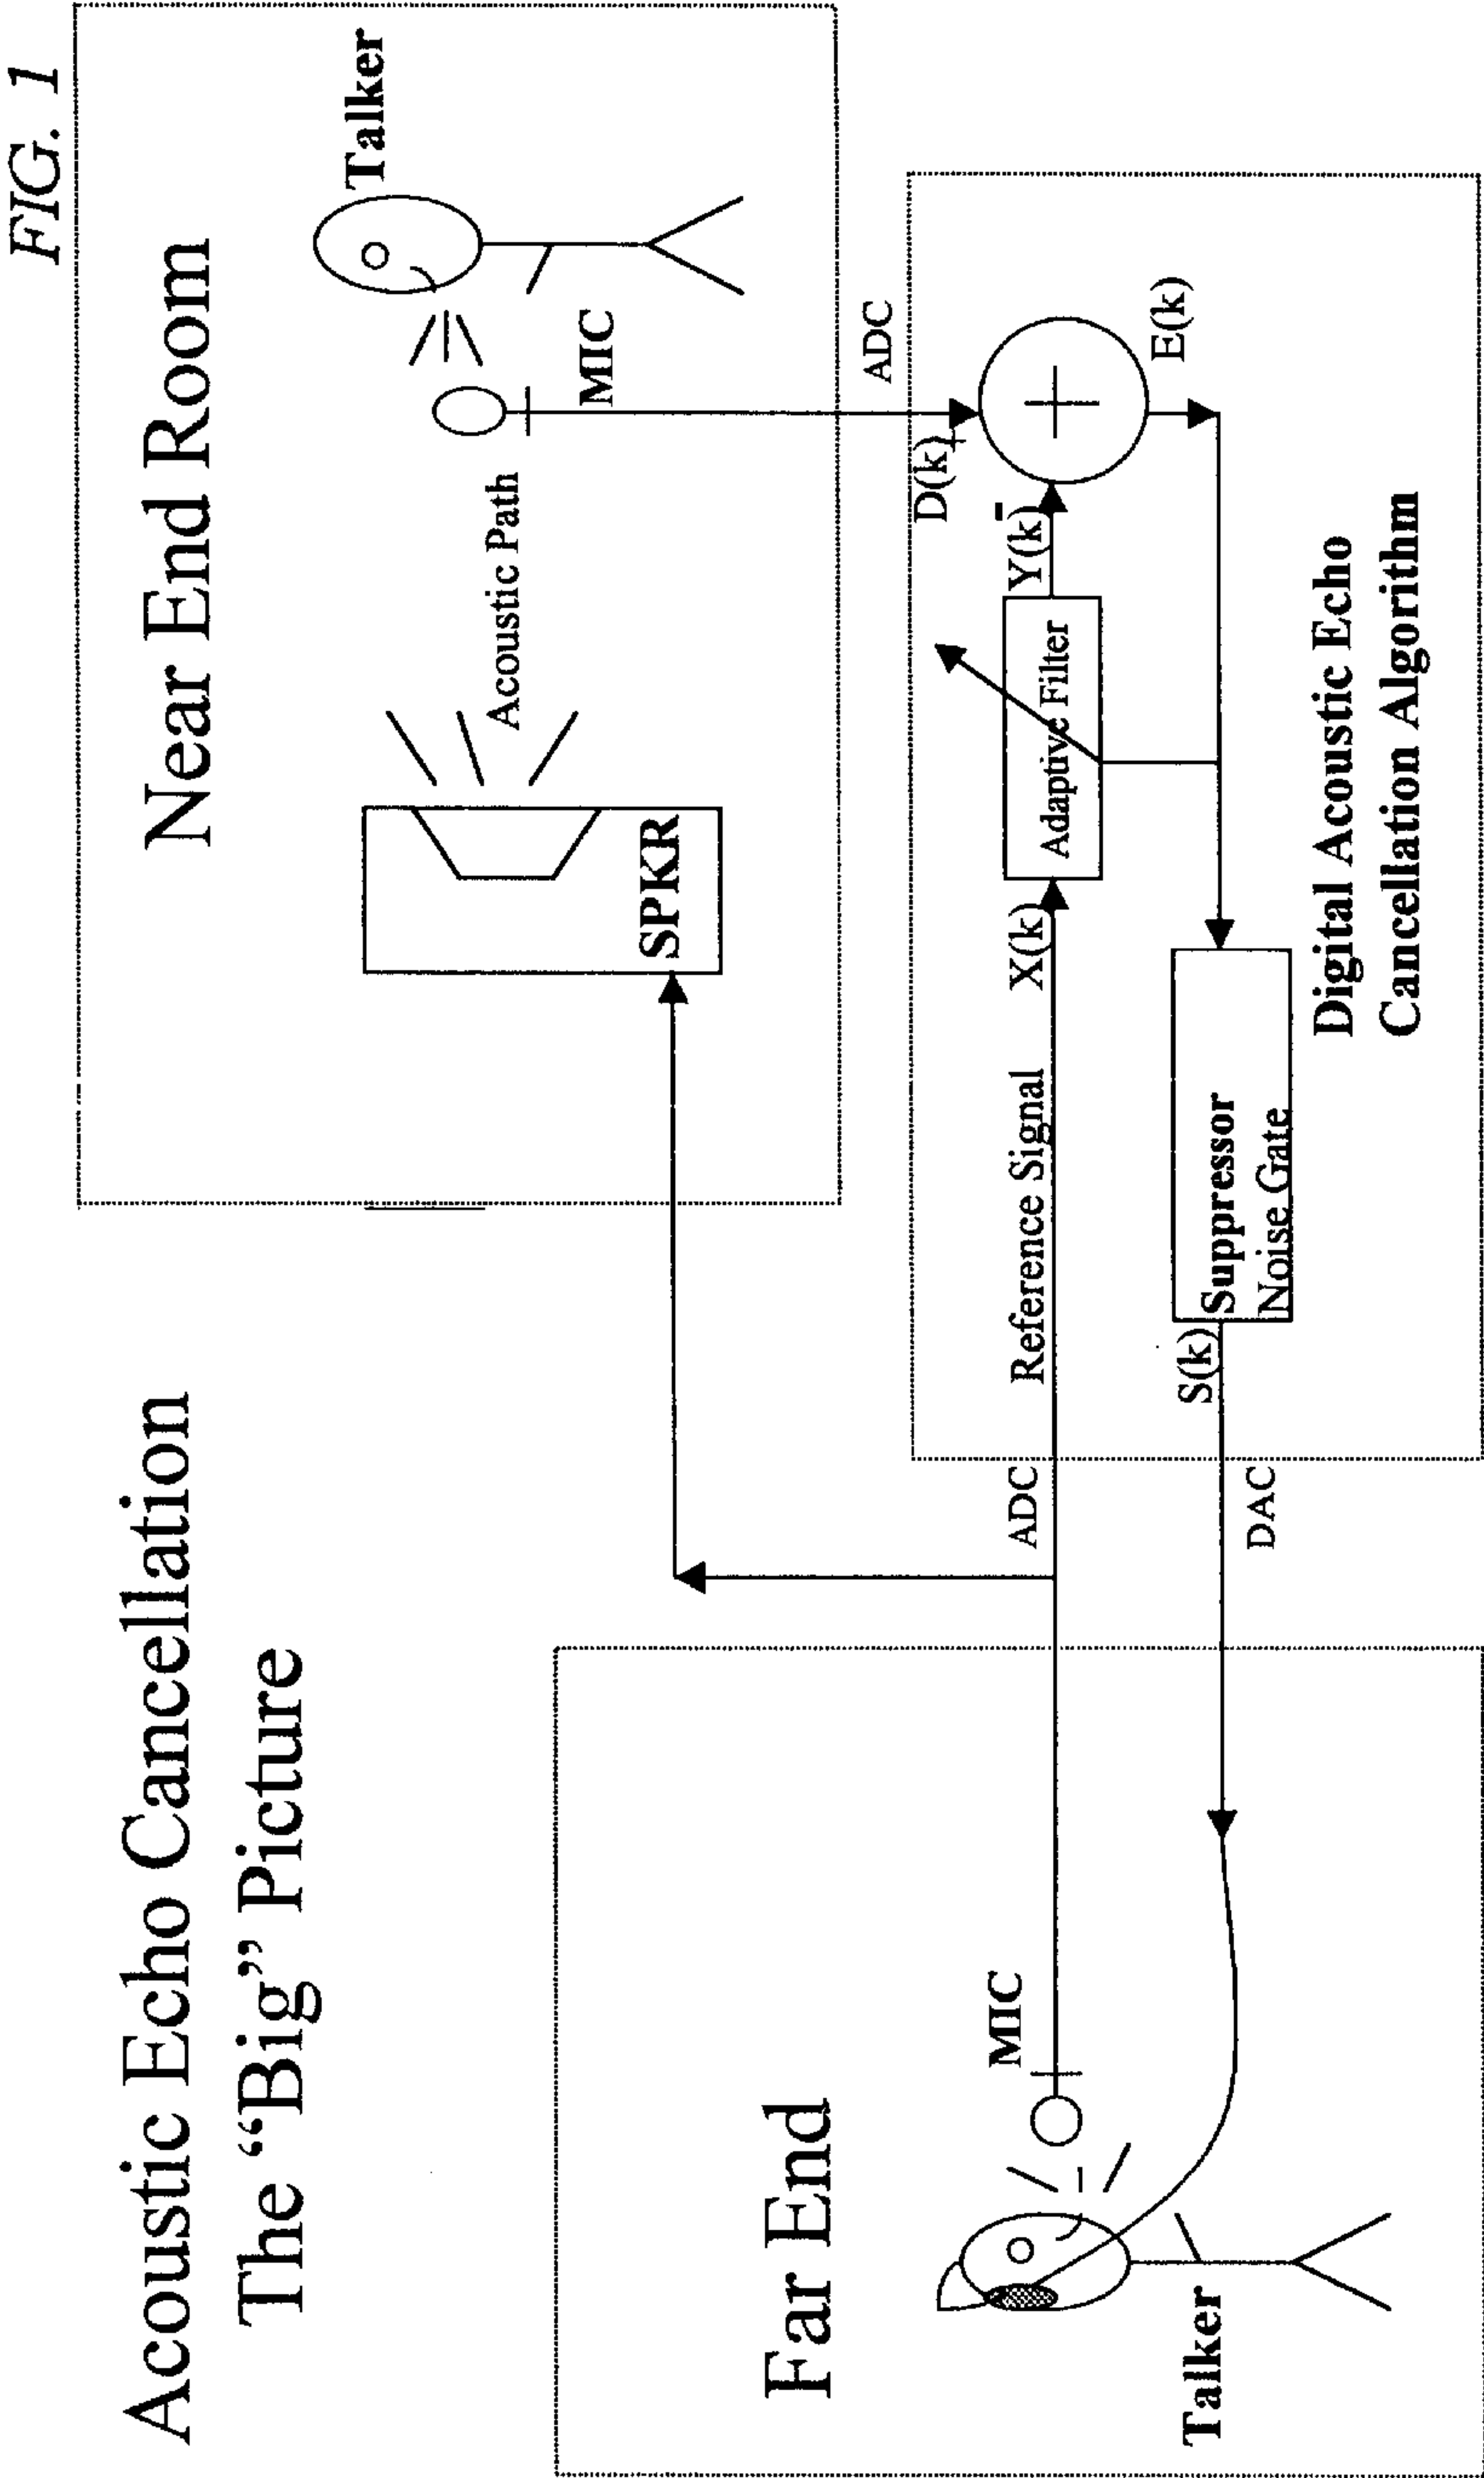 FIG. 1
Acoustic Echo Cancellation
The “Big” Picture
Near End Room
Talker
MIC
Acoustic Path
SPKR
ADC
D(k)
+
+
E(k)
Y(k)
-
Adaptive Filter
X(k)
Reference Signal
ADC
Suppressor
Noise Gate
S(k)
DAC
Digital Acoustic Echo
Cancellation Algorithm
Far End
MIC
Talker